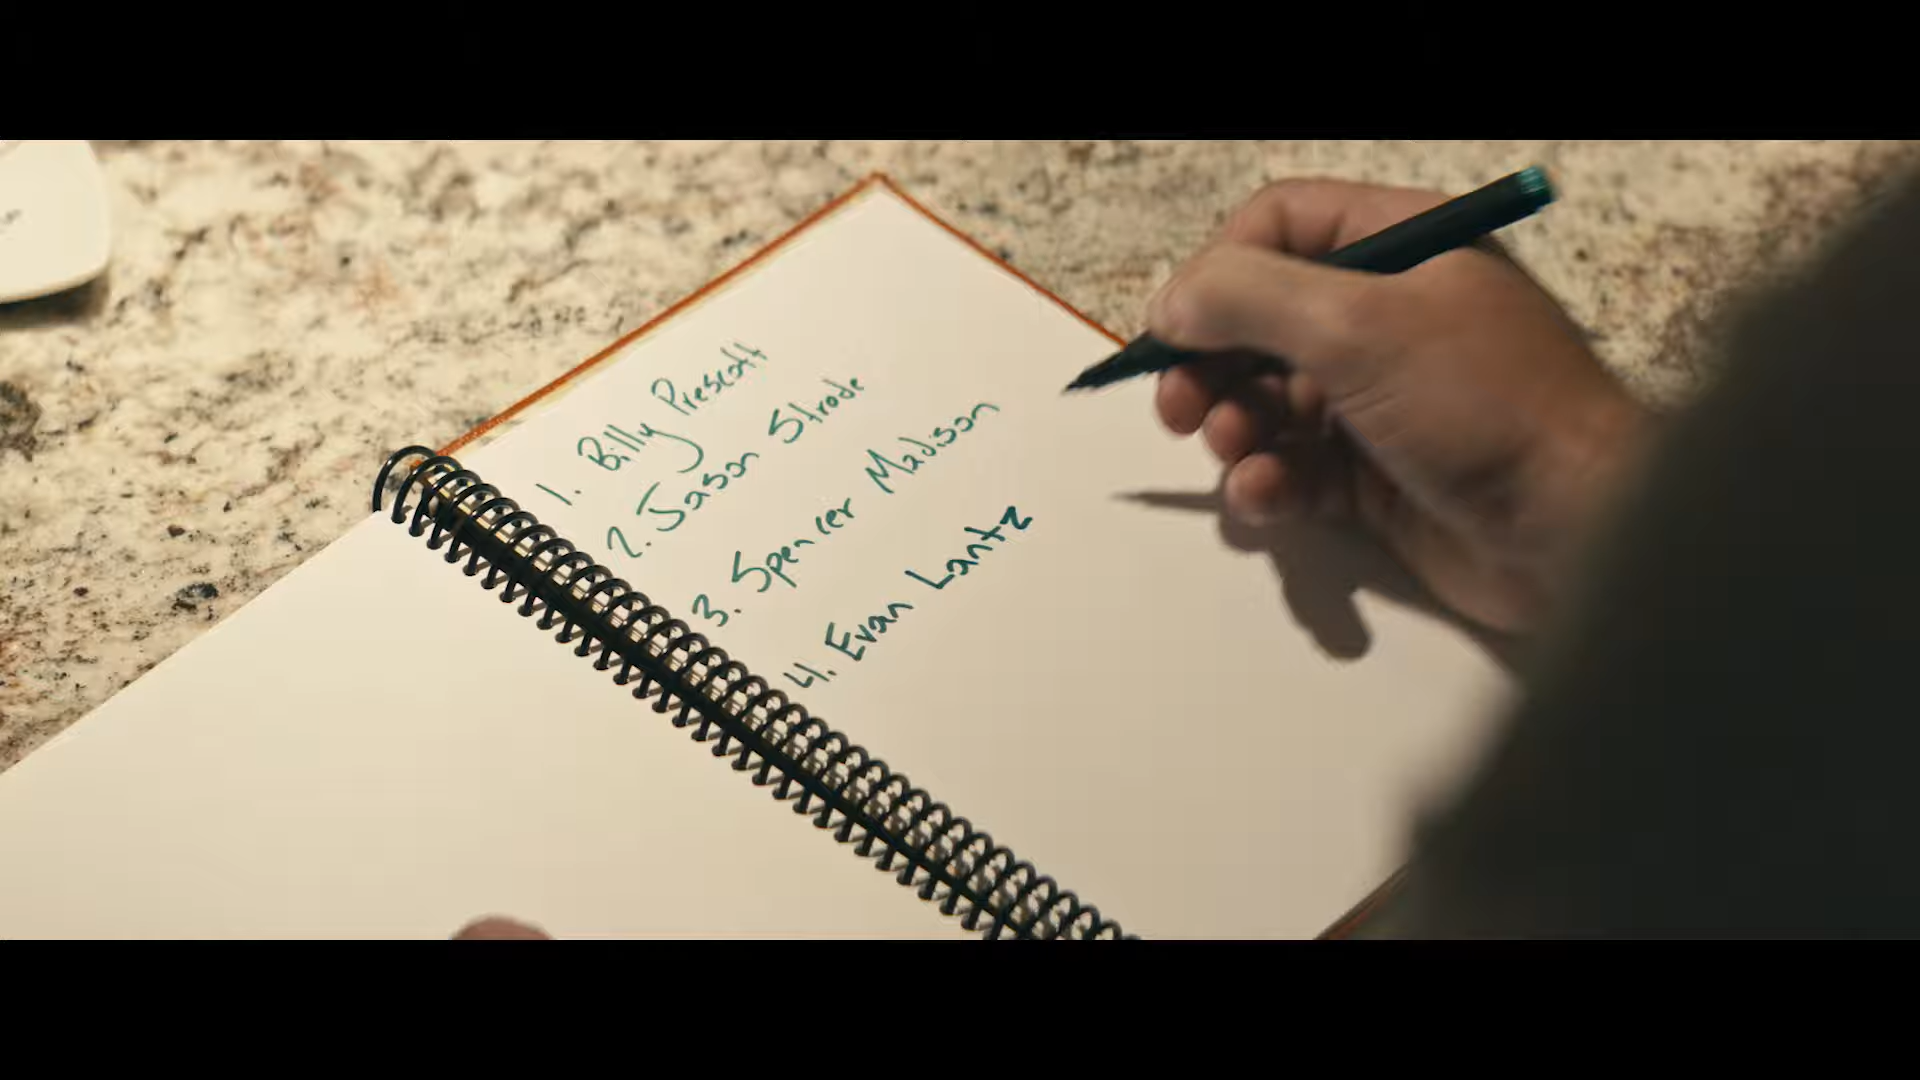 1. Billy Prescott
2. Jason Strode
3. Spencer Madison
4. Evan Lantz